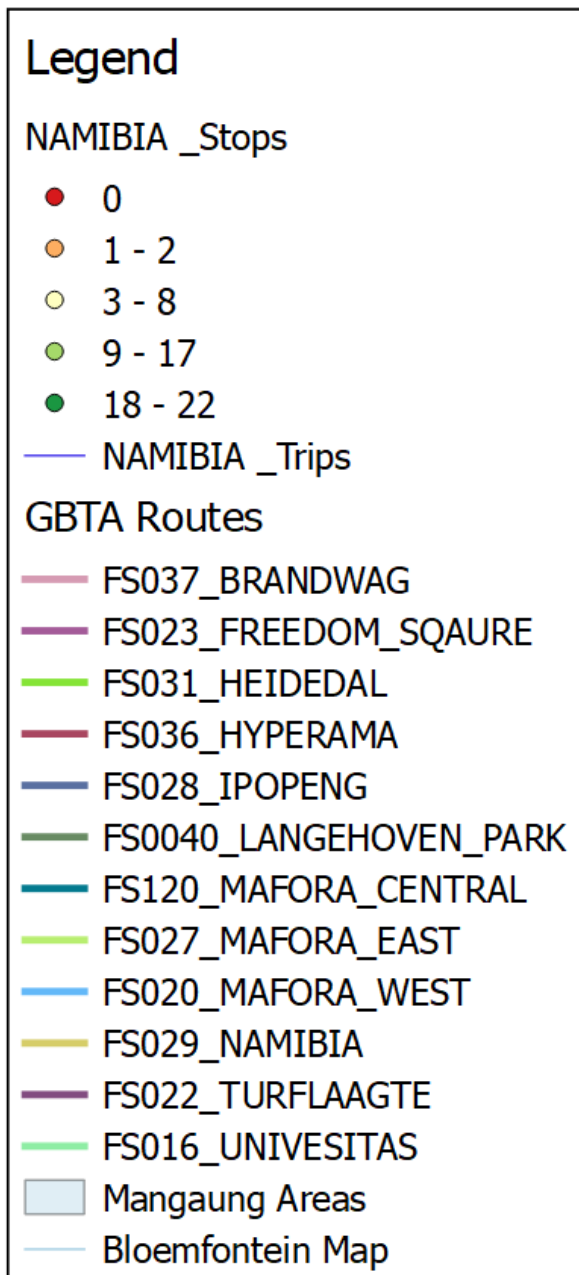 Legend
NAMIBIA _Stops
0
1 - 2
3 - 8
9 - 17
18 - 22
NAMIBIA _Trips
GBTA Routes
FS037_BRANDWAG
FS023_FREEDOM_SQAURE
FS031_HEIDEDAL
FS036_HYPERAMA
FS028_IPOPENG
FS0040_LANGEHOVEN_PARK
FS120_MAFORA_CENTRAL
FS027_MAFORA_EAST
FS020_MAFORA_WEST
FS029_NAMIBIA
FS022_TURFLAAGTE
FS016_UNIVESITAS
Mangaung Areas
Bloemfontein Map